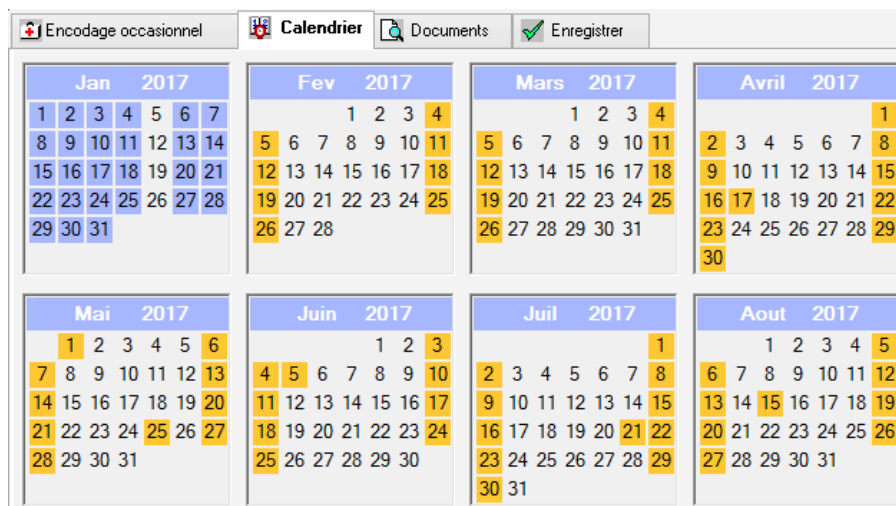 Encodage occasionnel Calendrier Documents Enregistrer
Jan 2017
1 2 3 4 5 6 7
8 9 10 11 12 13 14
15 16 17 18 19 20 21
22 23 24 25 26 27 28
29 30 31
Fev 2017
1 2 3 4
5 6 7 8 9 10 11
12 13 14 15 16 17 18
19 20 21 22 23 24 25
26 27 28
Mars 2017
1 2 3 4
5 6 7 8 9 10 11
12 13 14 15 16 17 18
19 20 21 22 23 24 25
26 27 28 29 30 31
Avril 2017
1
2 3 4 5 6 7 8
9 10 11 12 13 14 15
16 17 18 19 20 21 22
23 24 25 26 27 28 29
30
Mai 2017
1 2 3 4 5 6
7 8 9 10 11 12 13
14 15 16 17 18 19 20
21 22 23 24 25 26 27
28 29 30 31
Juin 2017
1 2 3
4 5 6 7 8 9 10
11 12 13 14 15 16 17
18 19 20 21 22 23 24
25 26 27 28 29 30
Juil 2017
1
2 3 4 5 6 7 8
9 10 11 12 13 14 15
16 17 18 19 20 21 22
23 24 25 26 27 28 29
30 31
Aout 2017
1 2 3 4 5
6 7 8 9 10 11 12
13 14 15 16 17 18 19
20 21 22 23 24 25 26
27 28 29 30 31